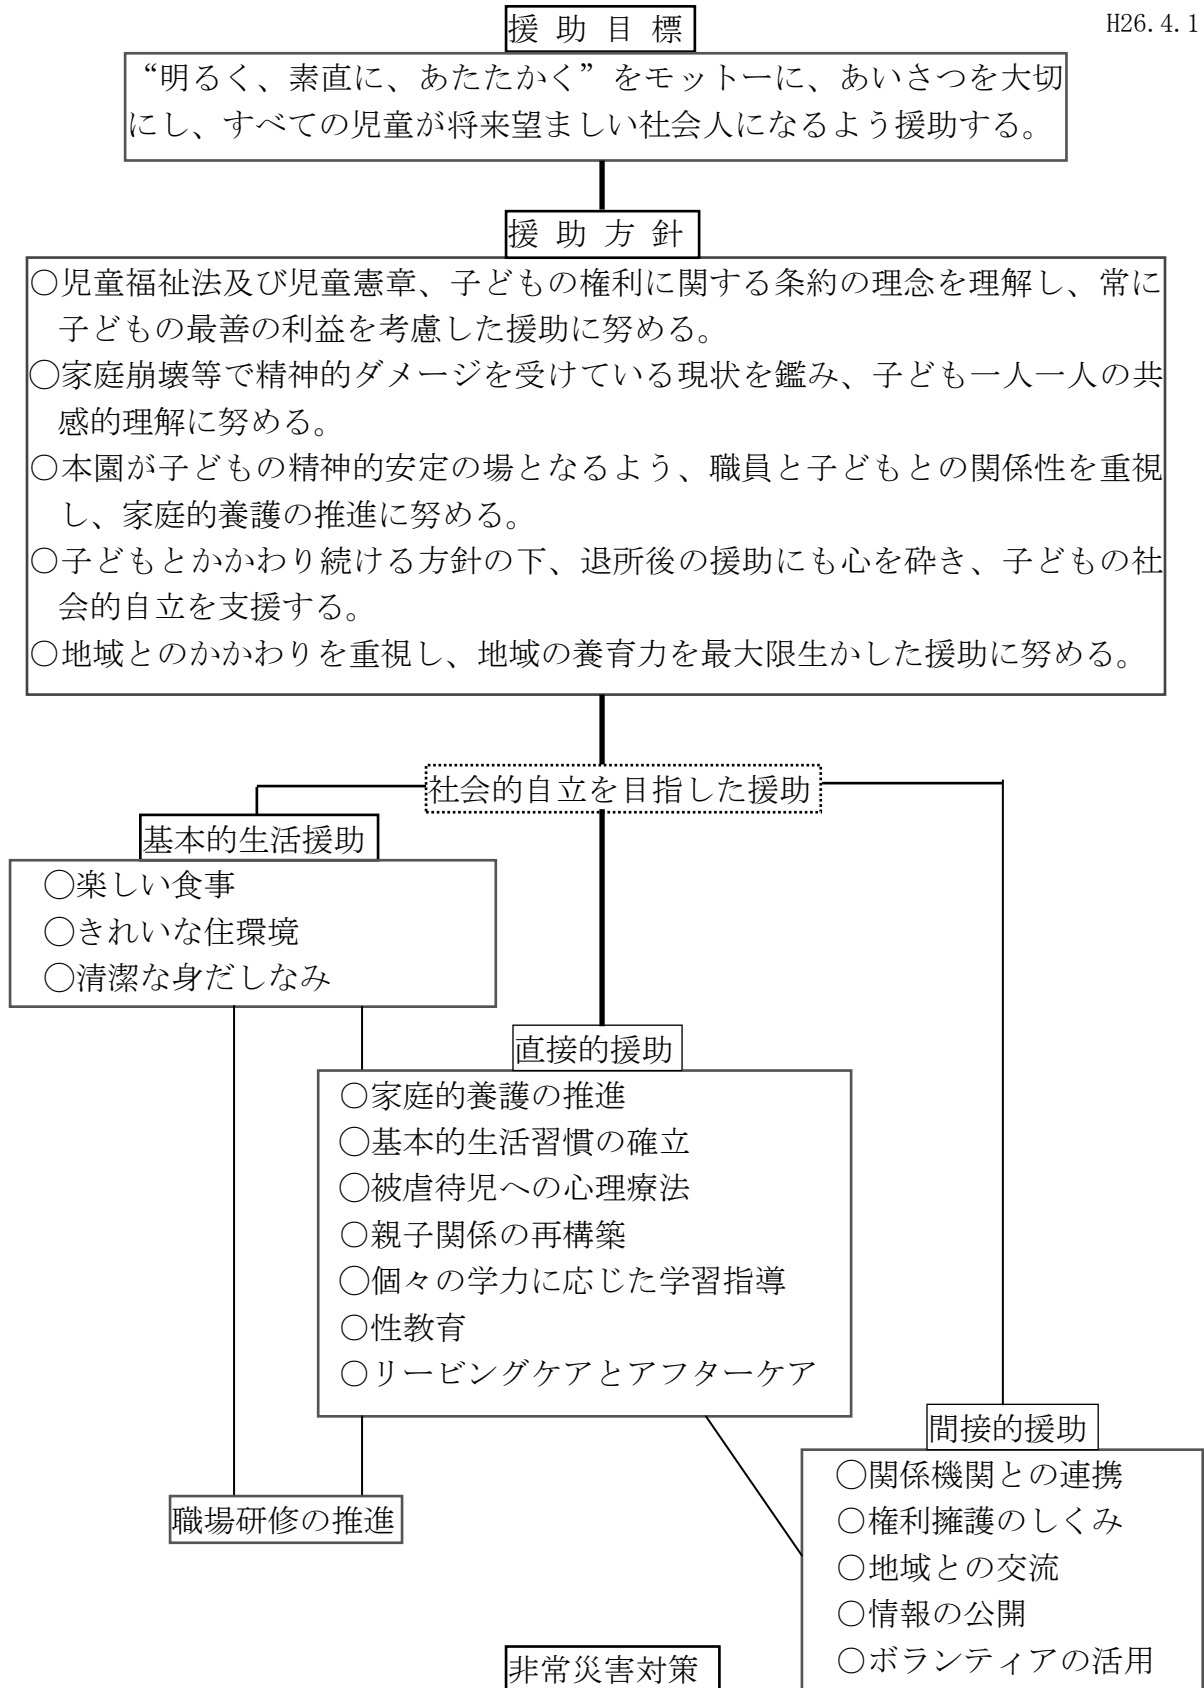 H26.4.1
援 助 目 標
“明るく、素直に、あたたかく”をモットーに、あいさつを大切
にし、すべての児童が将来望ましい社会人になるよう援助する。
援 助 方 針
○児童福祉法及び児童憲章、子どもの権利に関する条約の理念を理解し、常に
子どもの最善の利益を考慮した援助に努める。
○家庭崩壊等で精神的ダメージを受けている現状を鑑み、子ども一人一人の共
感的理解に努める。
○本園が子どもの精神的安定の場となるよう、職員と子どもとの関係性を重視
し、家庭的養護の推進に努める。
○子どもとかかわり続ける方針の下、退所後の援助にも心を砕き、子どもの社
会的自立を支援する。
○地域とのかかわりを重視し、地域の養育力を最大限生かした援助に努める。
社会的自立を目指した援助
基本的生活援助
○楽しい食事
○きれいな住環境
○清潔な身だしなみ
直接的援助
○家庭的養護の推進
○基本的生活習慣の確立
○被虐待児への心理療法
○親子関係の再構築
○個々の学力に応じた学習指導
○性教育
○リービングケアとアフターケア
間接的援助
○関係機関との連携
○権利擁護のしくみ
○地域との交流
○情報の公開
○ボランティアの活用
職場研修の推進
非常災害対策